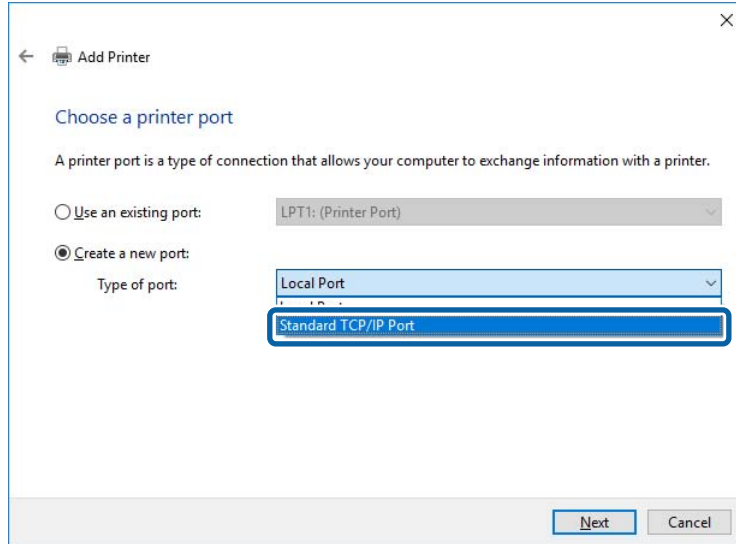 Add Printer
Choose a printer port
A printer port is a type of connection that allows your computer to exchange information with a printer.
Use an existing port: LPT1: (Printer Port)
Create a new port:
Type of port: Local Port
Standard TCP/IP Port
Next Cancel